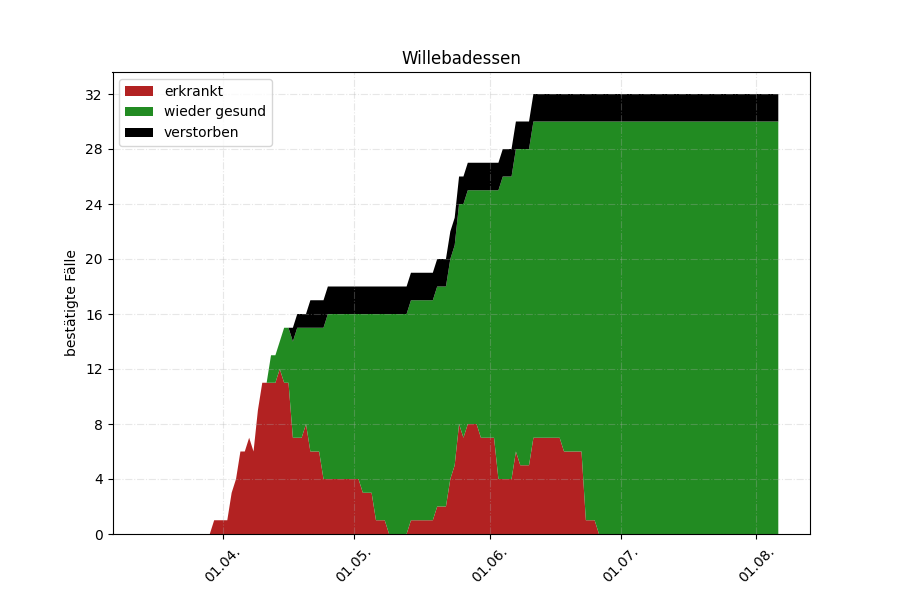 Willebadessen
erkrankt
wieder gesund
verstorben
bestätigte Fälle
32
28
24
20
16
12
8
4
0
01.04.
01.05.
01.06.
01.07.
01.08.